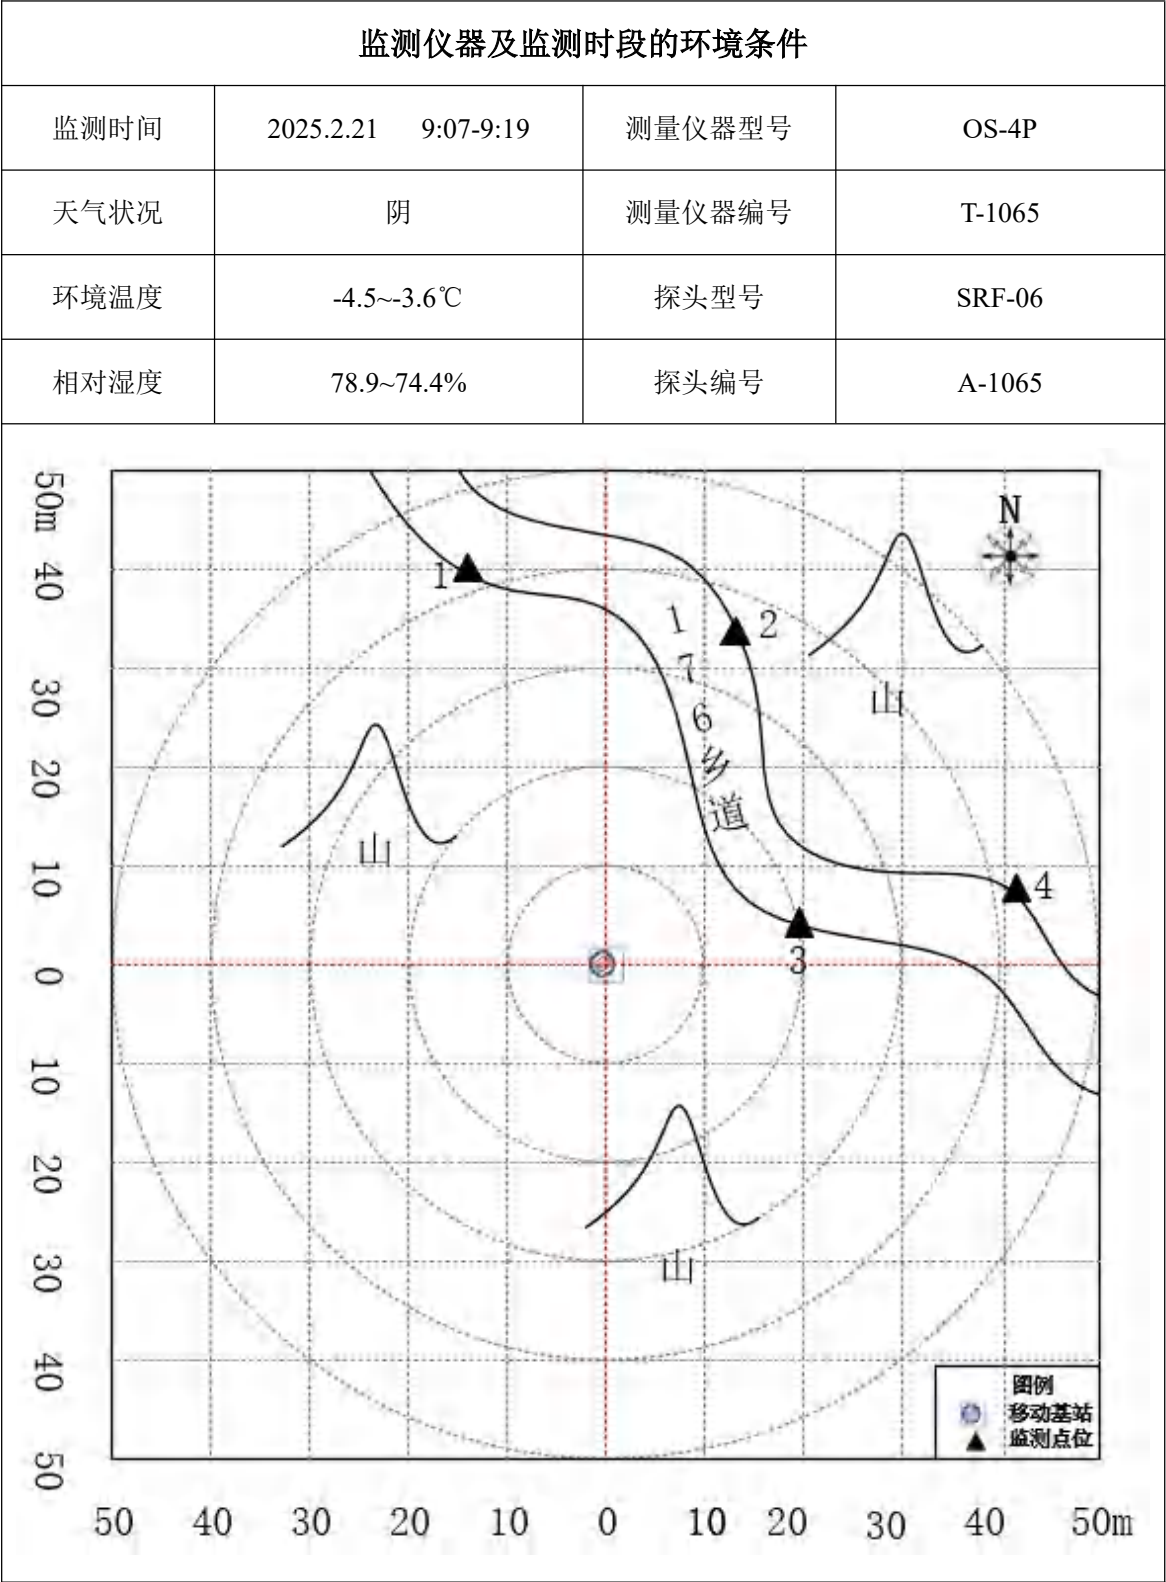 监测仪器及监测时段的环境条件
监测时间 2025.2.21 9:07-9:19 测量仪器型号 OS-4P
天气状况 阴 测量仪器编号 T-1065
环境温度 -4.5~-3.6℃ 探头型号 SRF-06
相对湿度 78.9~74.4% 探头编号 A-1065
50m
40
30
20
10
0
10
20
30
40
50
N
1
2
176乡道
山
山
4
3
山
图例
移动基站
监测点位
50 40 30 20 10 0 10 20 30 40 50m